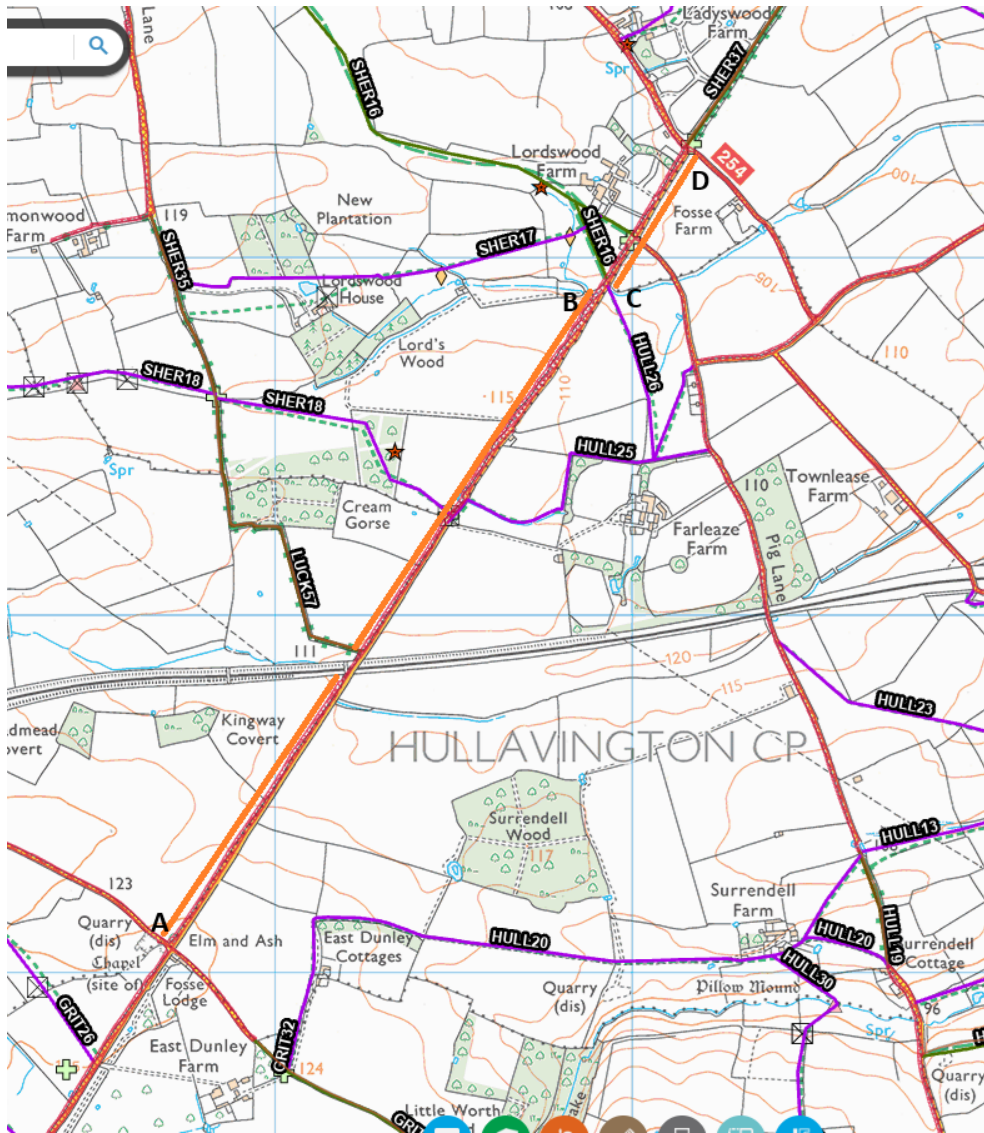 Lane
Ladyswood
Farm
Spr
SHER37
SHER16
254
Lordswood
Farm
D
100
New
Plantation
119
monwood
Farm
Fosse
Farm
SHER16
SHER17
SHER35
Lordswood
House
B
C
105
Lord's
Wood
HULL26
110
110
SHER18
SHER18
115
HULL25
Spr
Cream
Gorse
110
Townlease
Farm
Farleaze
Farm
Pig Lane
LUCK57
111
120
115
HULL23
Kingway
Covert
dmead
overt
HULLAVINGTON CP
Surrendell
Wood
117
HULL13
123
A
Quarry
(dis)
Elm and Ash
Chapel
(site of)
Fosse
Lodge
East Dunley
Cottages
HULL20
Surrendell
Farm
HULL20
HULL19
urrendell
Cottage
HULL30
Pillow Mound
Quarry
(dis)
96
Spr
GRIT26
GRIT32
East Dunley
Farm
124
Quarry
(dis)
Little Worth